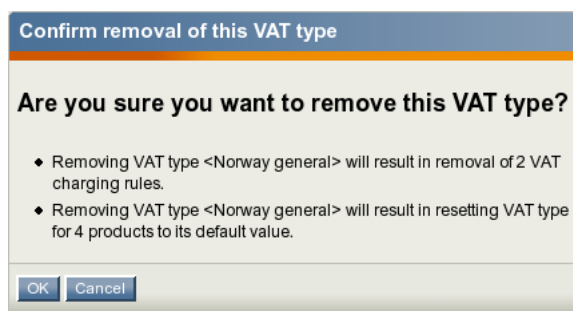 Confirm removal of this VAT type
Are you sure you want to remove this VAT type?
Removing VAT type <Norway general> will result in removal of 2 VAT
charging rules.
Removing VAT type <Norway general> will result in resetting VAT type
for 4 products to its default value.
OK Cancel